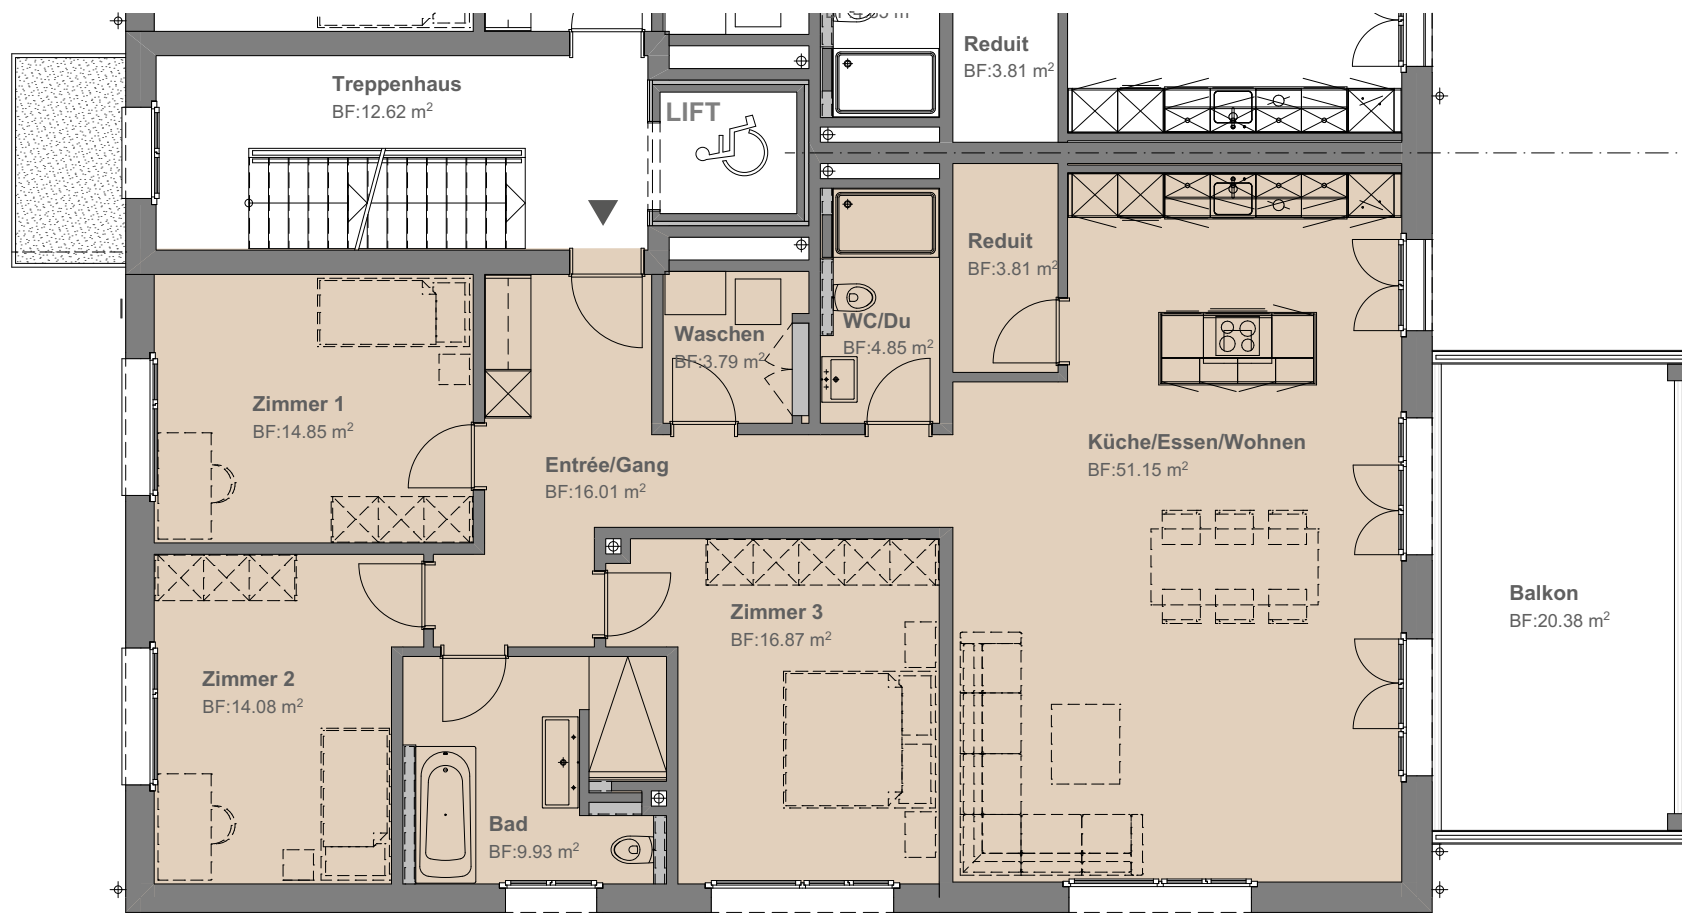 Treppenhaus
BF:12.62 m²
LIFT
Reduit
BF:3.81 m²
Reduit
BF:3.81 m²
Waschen
BF:3.79 m²
WC/Du
BF:4.85 m²
Zimmer 1
BF:14.85 m²
Entrée/Gang
BF:16.01 m²
Küche/Essen/Wohnen
BF:51.15 m²
Zimmer 2
BF:14.08 m²
Zimmer 3
BF:16.87 m²
Bad
BF:9.93 m²
Balkon
BF:20.38 m²